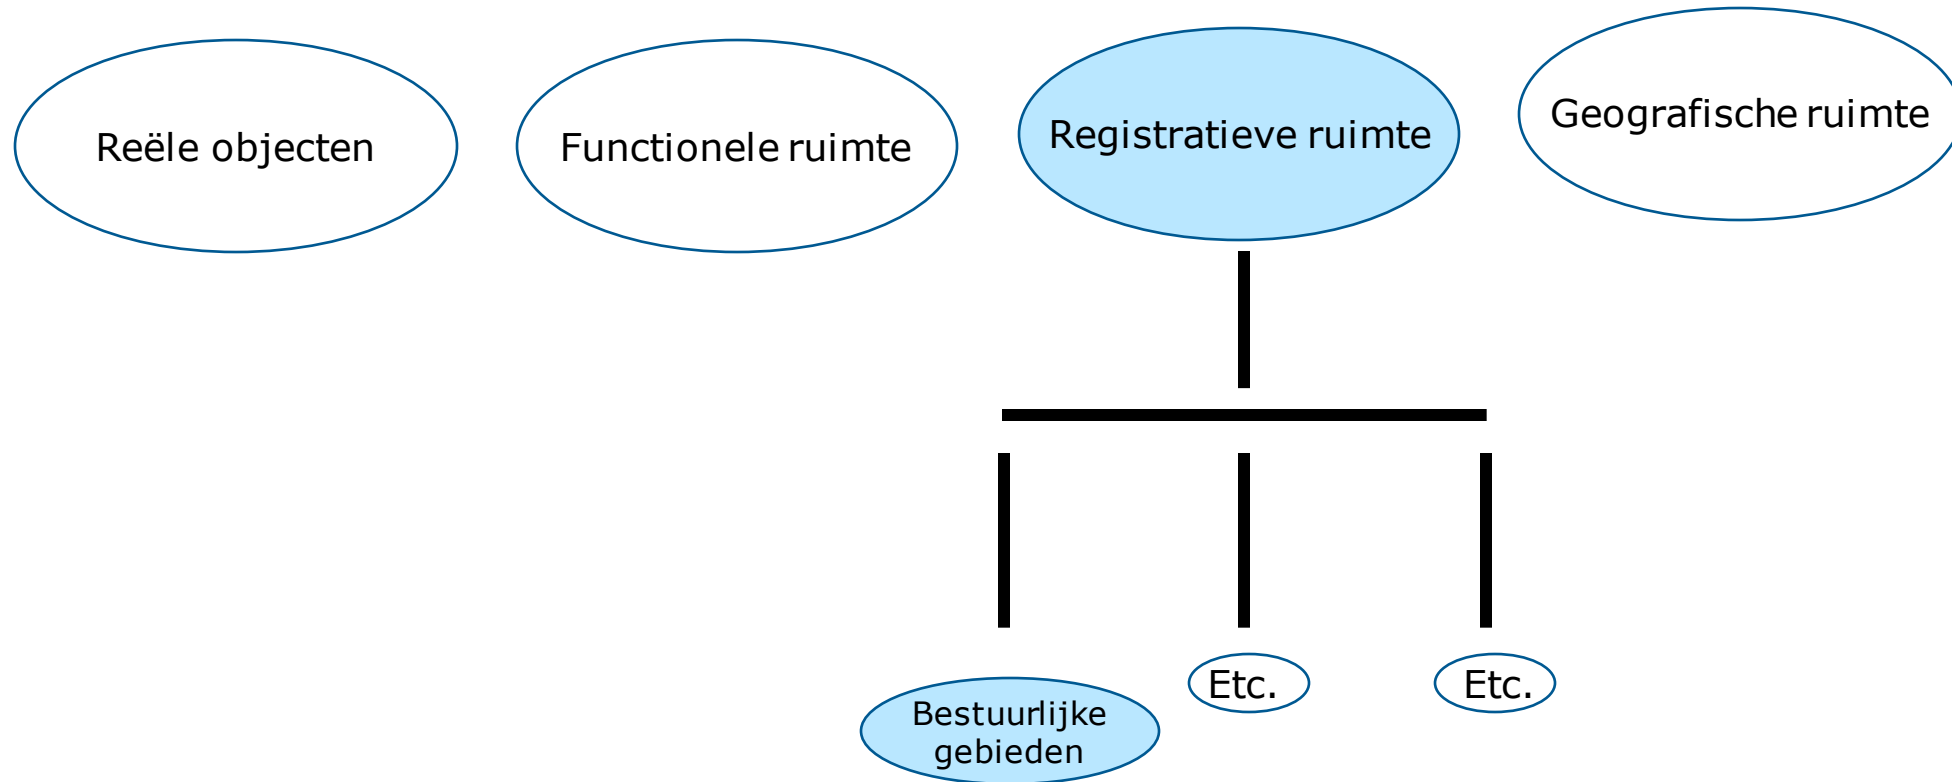 Reële objecten
Functionele ruimte
Registratieve ruimte
Geografische ruimte
Bestuurlijke
gebieden
Etc.
Etc.